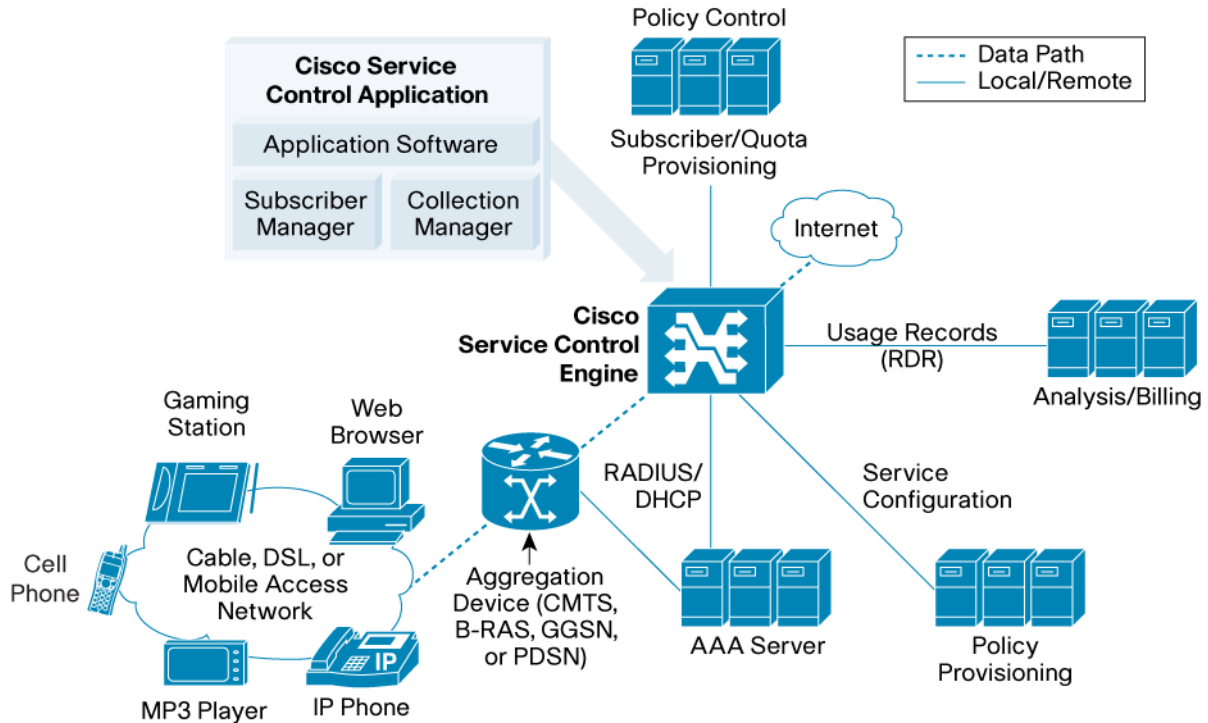 Policy Control
Data Path
Local/Remote
Cisco Service
Control Application
Application Software
Subscriber
Manager
Collection
Manager
Subscriber/Quota
Provisioning
Internet
Cisco
Service Control
Engine
Usage Records
(RDR)
Analysis/Billing
Gaming
Station
Web
Browser
RADIUS/
DHCP
Service
Configuration
Cell
Phone
Cable, DSL, or
Mobile Access
Network
Aggregation
Device (CMTS,
B-RAS, GGSN,
or PDSN)
AAA Server
Policy
Provisioning
IP
MP3 Player
IP Phone